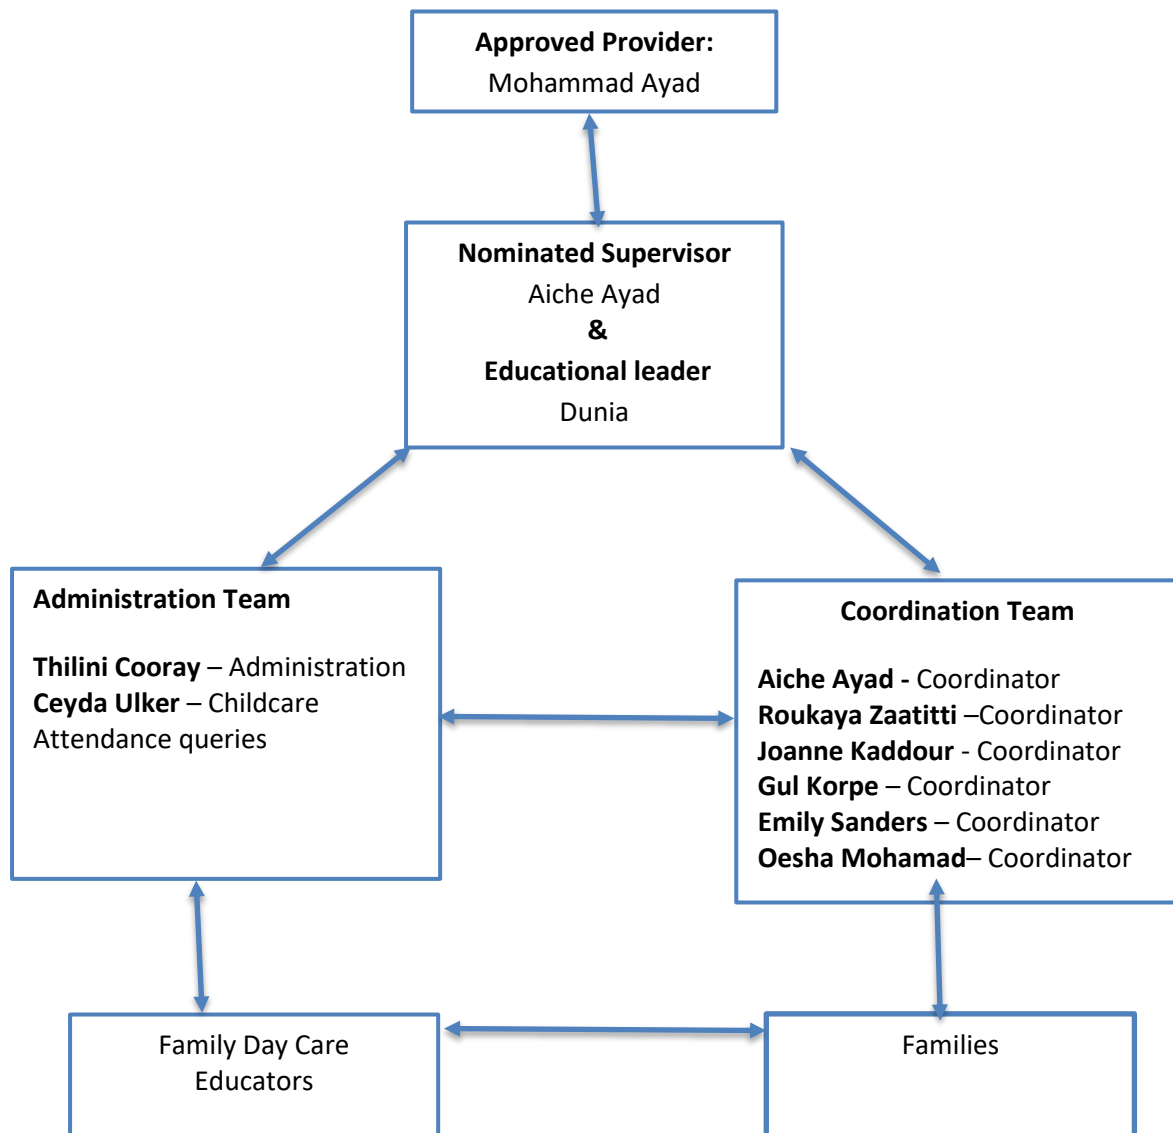 Approved Provider:
Mohammad Ayad
Nominated Supervisor
Aiche Ayad
&
Educational leader
Dunia
Administration Team
Thilini Cooray – Administration
Ceyda Ulker – Childcare
Attendance queries
Coordination Team
Aiche Ayad - Coordinator
Roukaya Zaatitti –Coordinator
Joanne Kaddour - Coordinator
Gul Korpe – Coordinator
Emily Sanders – Coordinator
Oesha Mohamad– Coordinator
Family Day Care
Educators
Families